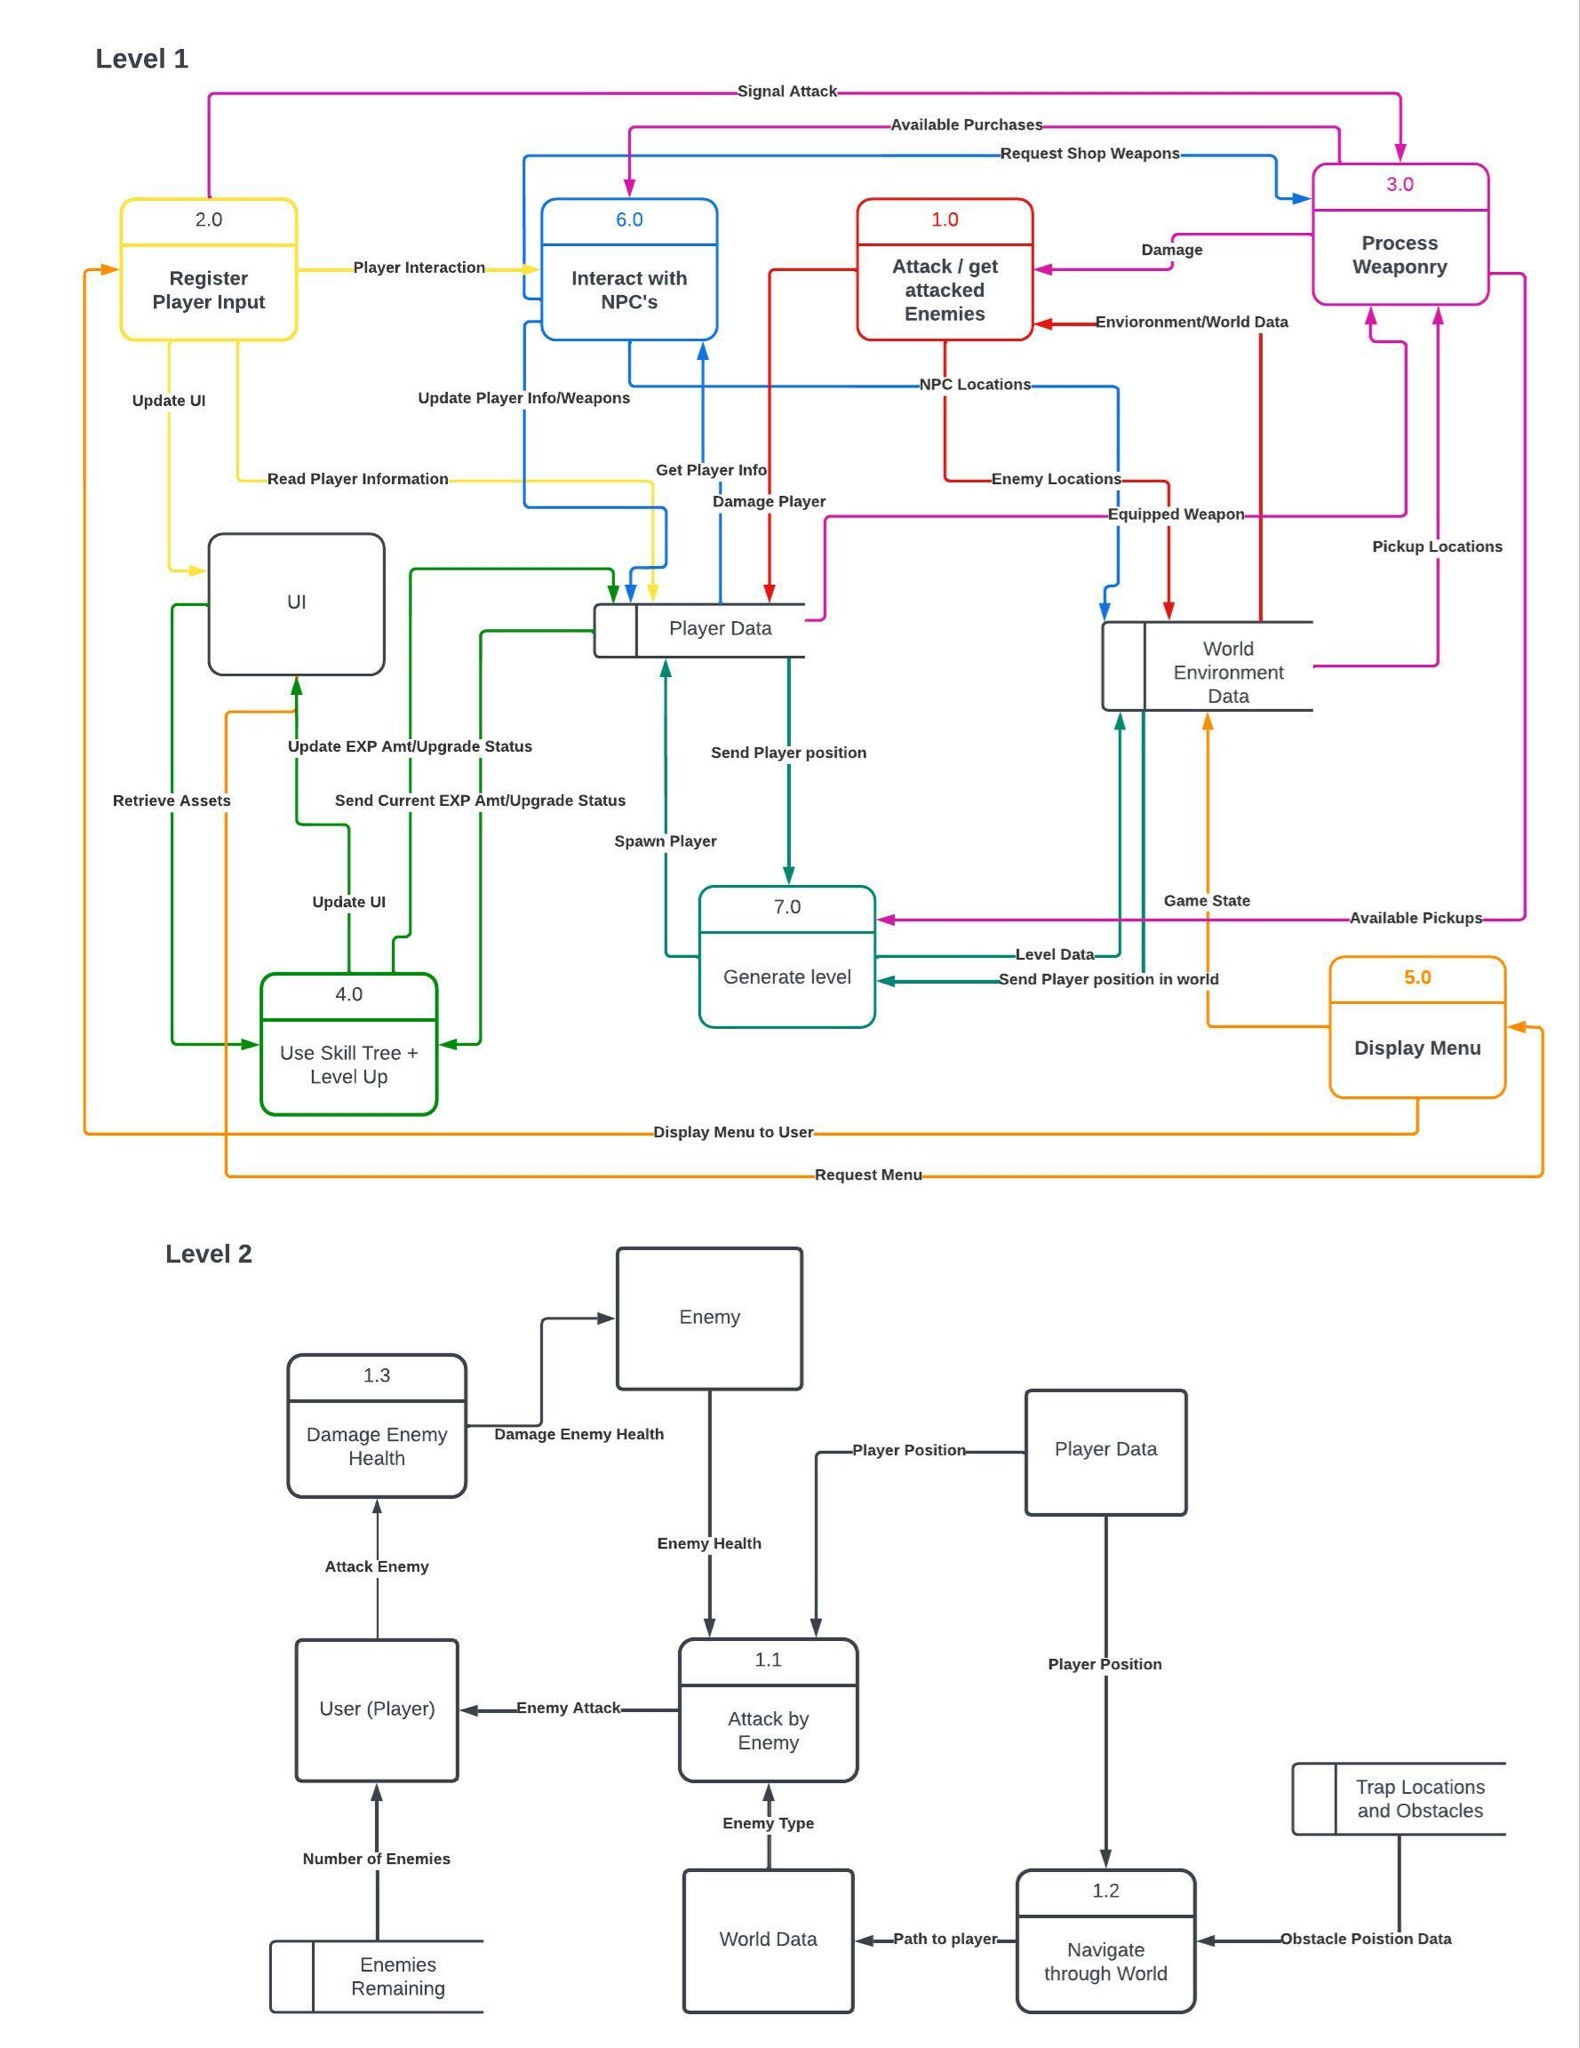 Level 1
Signal Attack
Available Purchases
Request Shop Weapons
2.0
Register
Player Input
Player Interaction
6.0
Interact with
NPC's
1.0
Attack / get
attacked
Enemies
Damage
3.0
Process
Weaponry
Envioronment/World Data
NPC Locations
Update UI
Update Player Info/Weapons
Get Player Info
Read Player Information
Damage Player
Enemy Locations
Equipped Weapon
Pickup Locations
UI
Player Data
World
Environment
Data
Update EXP Amt/Upgrade Status
Send Player position
Retrieve Assets
Send Current EXP Amt/Upgrade Status
Spawn Player
Update UI
Game State
Available Pickups
7.0
Generate level
Level Data
Send Player position in world
4.0
Use Skill Tree +
Level Up
5.0
Display Menu
Display Menu to User
Request Menu
Level 2
Enemy
1.3
Damage Enemy
Health
Damage Enemy Health
Player Position
Player Data
Enemy Health
Attack Enemy
Player Position
User (Player)
Enemy Attack
1.1
Attack by
Enemy
Trap Locations
and Obstacles
Enemy Type
Number of Enemies
1.2
Navigate
through World
World Data
Path to player
Obstacle Poistion Data
Enemies
Remaining